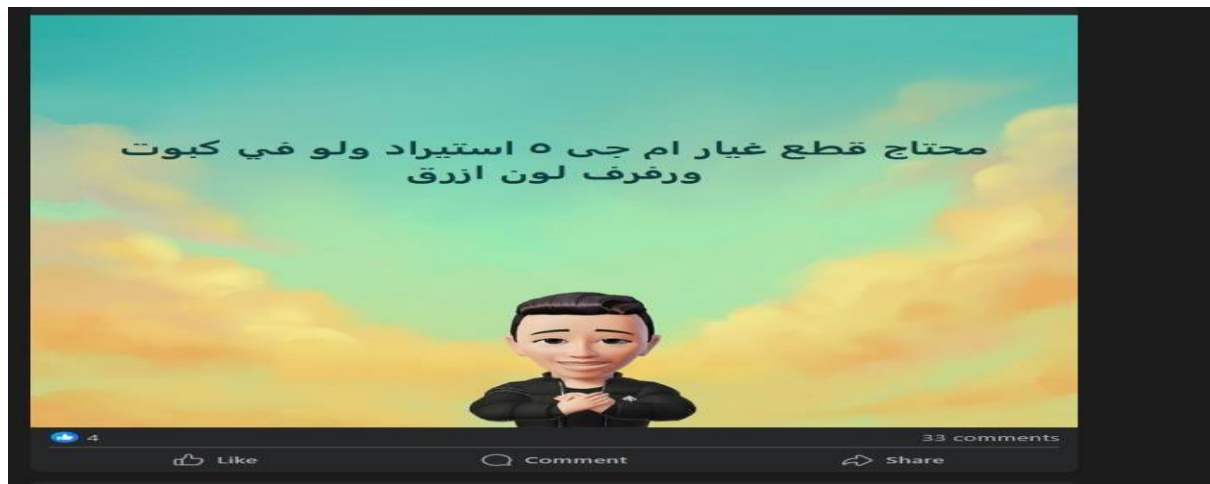 محتاج قطع غيار ام جى ٥ استيراد ولو في كبوت
ورفرف لون ازرق
4
33 comments
Like
Comment
Share